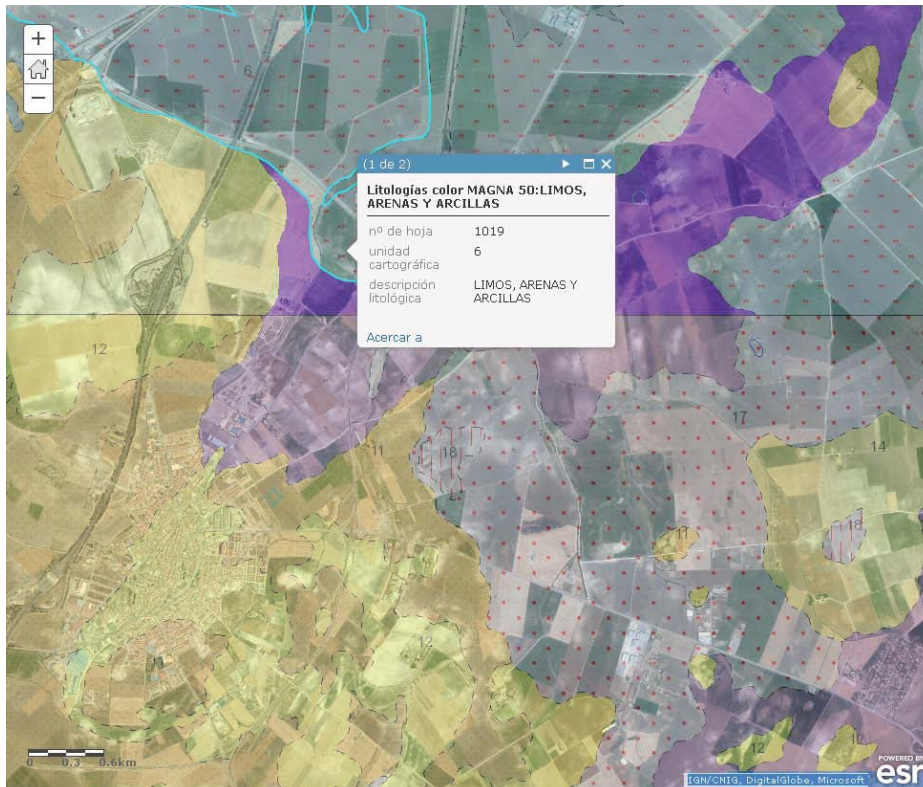 +
−
6
2
2
3
(1 de 2)
Litologías color MAGNA 50:LIMOS,
ARENAS Y ARCILLAS
nº de hoja 1019
unidad
cartográfica 6
descripción
litológica LIMOS, ARENAS Y
ARCILLAS
Acercar a
12
17
11
18
14
18
11
12
12
12
0 0.3 0.6km
IGN/CNIG, DigitalGlobe, Microsoft
POWERED BY
esri